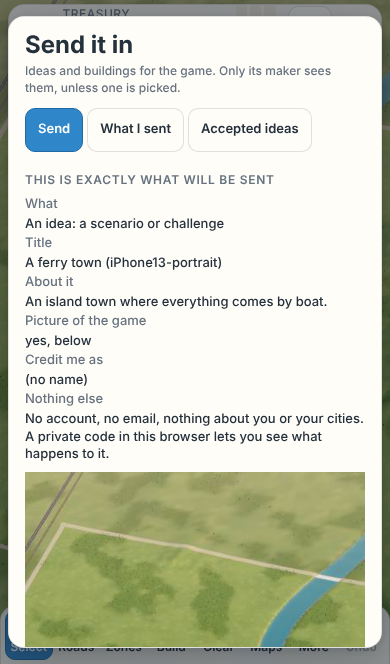 TREASURY
Send it in
Ideas and buildings for the game. Only its maker sees
them, unless one is picked.
Send
What I sent
Accepted ideas
THIS IS EXACTLY WHAT WILL BE SENT
What
An idea: a scenario or challenge
Title
A ferry town (iPhone13-portrait)
About it
An island town where everything comes by boat.
Picture of the game
yes, below
Credit me as
(no name)
Nothing else
No account, no email, nothing about you or your cities.
A private code in this browser lets you see what
happens to it.
Select Roads Zones Build Clear Maps More Undo